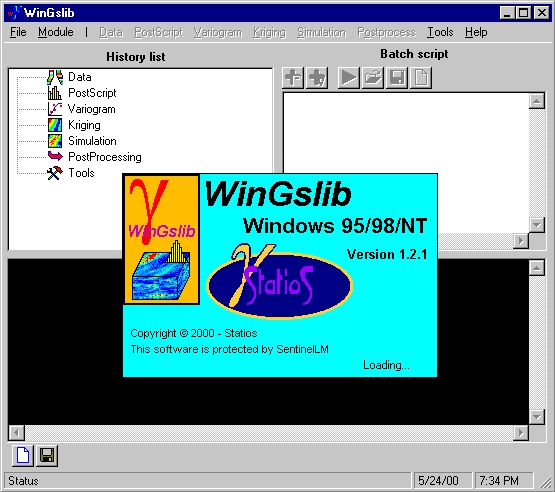 WinGslib
File Module | Data PostScript Variogram Kriging Simulation Postprocess Tools Help
History list
Batch script
Data
PostScript
Variogram
Kriging
Simulation
PostProcessing
Tools
γ
WinGslib
WinGslib
Windows 95/98/NT
Version 1.2.1
γ
StatioS
Copyright © 2000 - Statios
This software is protected by SentinelLM
Loading...
Status
5/24/00
7:34 PM